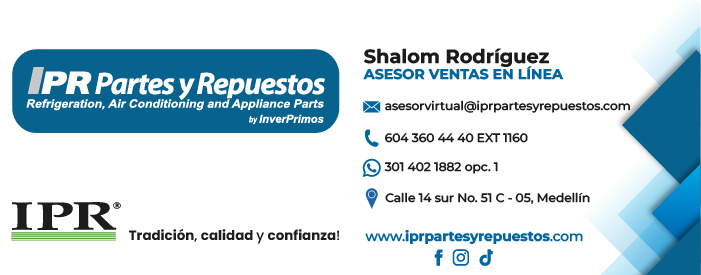 IPR Partes y Repuestos
Refrigeration, Air Conditioning and Appliance Parts
by InverPrimos
IPR®
Tradición, calidad y confianza!
Shalom Rodríguez
ASESOR VENTAS EN LÍNEA
asesorvirtual@iprpartesyrepuestos.com
604 360 44 40 EXT 1160
301 402 1882 opc. 1
Calle 14 sur No. 51 C - 05, Medellín
www.iprpartesyrepuestos.com